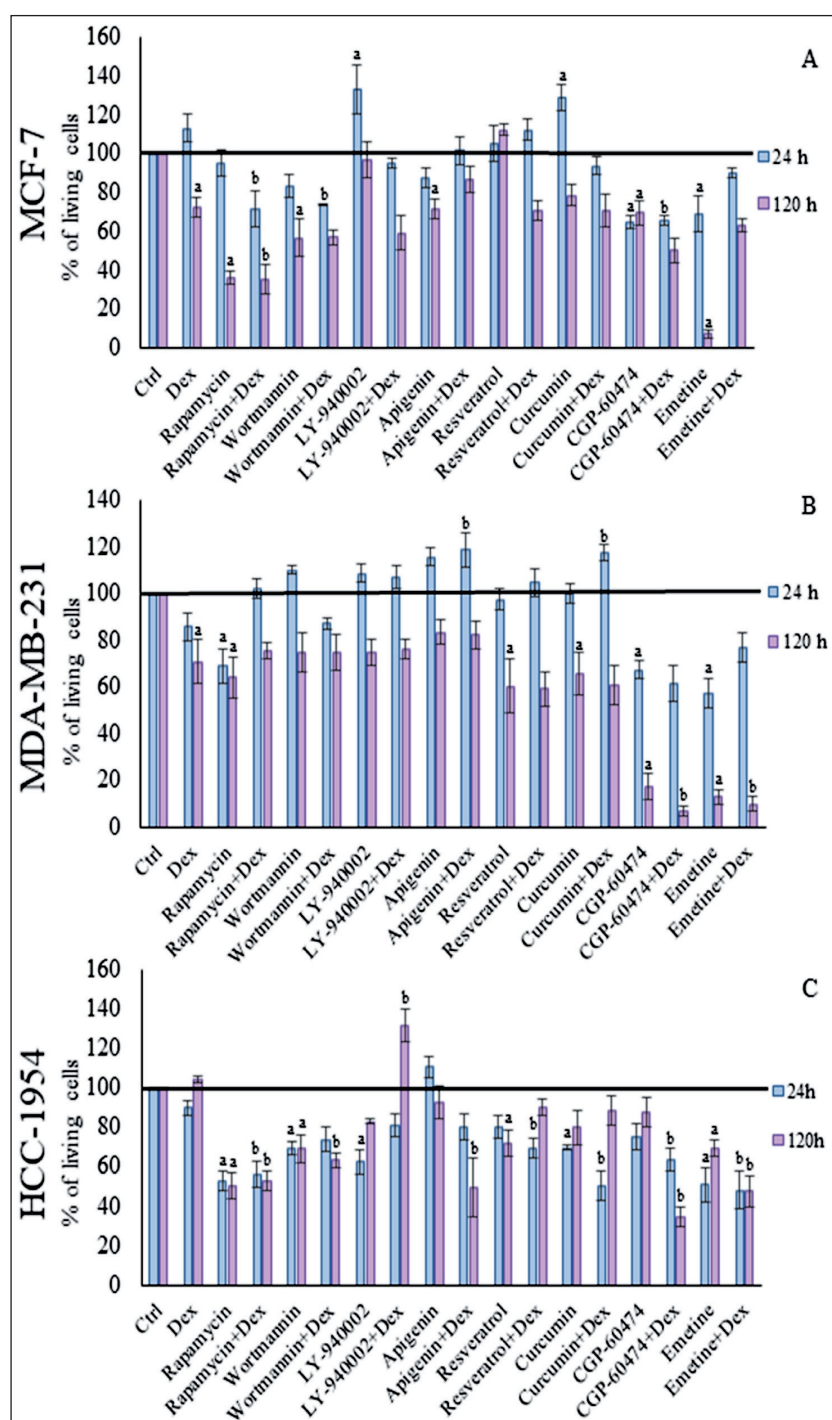 A
MCF-7
% of living cells
160
140
120
100
80
60
40
20
0
a
a
b
b
a
b
a
a
a
a
a
b
a
a
24 h
120 h
Ctrl
Dex
Rapamycin
Rapamycin+Dex
Wortmannin
Wortmannin+Dex
LY-940002
LY-940002+Dex
Apigenin
Apigenin+Dex
Resveratrol
Resveratrol+Dex
Curcumin
Curcumin+Dex
CGP-60474
CGP-60474+Dex
Emetine
Emetine+Dex
B
MDA-MB-231
% of living cells
140
120
100
80
60
40
20
0
a
a
a
b
a
a
b
a
a
b
a
a
b
24 h
120 h
Ctrl
Dex
Rapamycin
Rapamycin+Dex
Wortmannin
Wortmannin+Dex
LY-940002
LY-940002+Dex
Apigenin
Apigenin+Dex
Resveratrol
Resveratrol+Dex
Curcumin
Curcumin+Dex
CGP-60474
CGP-60474+Dex
Emetine
Emetine+Dex
C
HCC-1954
% of living cells
160
140
120
100
80
60
40
20
0
a a
b b
a a
b
a
b
b
a
b
a
b
b
b
a
a
b b
24h
120h
Ctrl
Dex
Rapamycin
Rapamycin+Dex
Wortmannin
Wortmannin+Dex
LY-940002
LY-940002+Dex
Apigenin
Apigenin+Dex
Resveratrol
Resveratrol+Dex
Curcumin
Curcumin+Dex
CGP-60474
CGP-60474+Dex
Emetine
Emetine+Dex